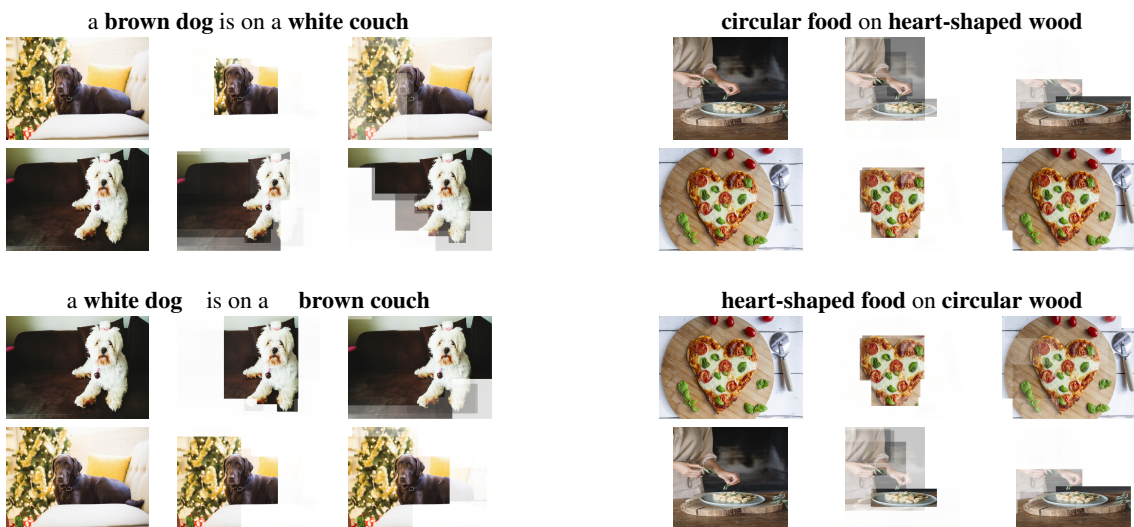 a brown dog is on a white couch
circular food on heart-shaped wood
a white dog is on a brown couch
heart-shaped food on circular wood